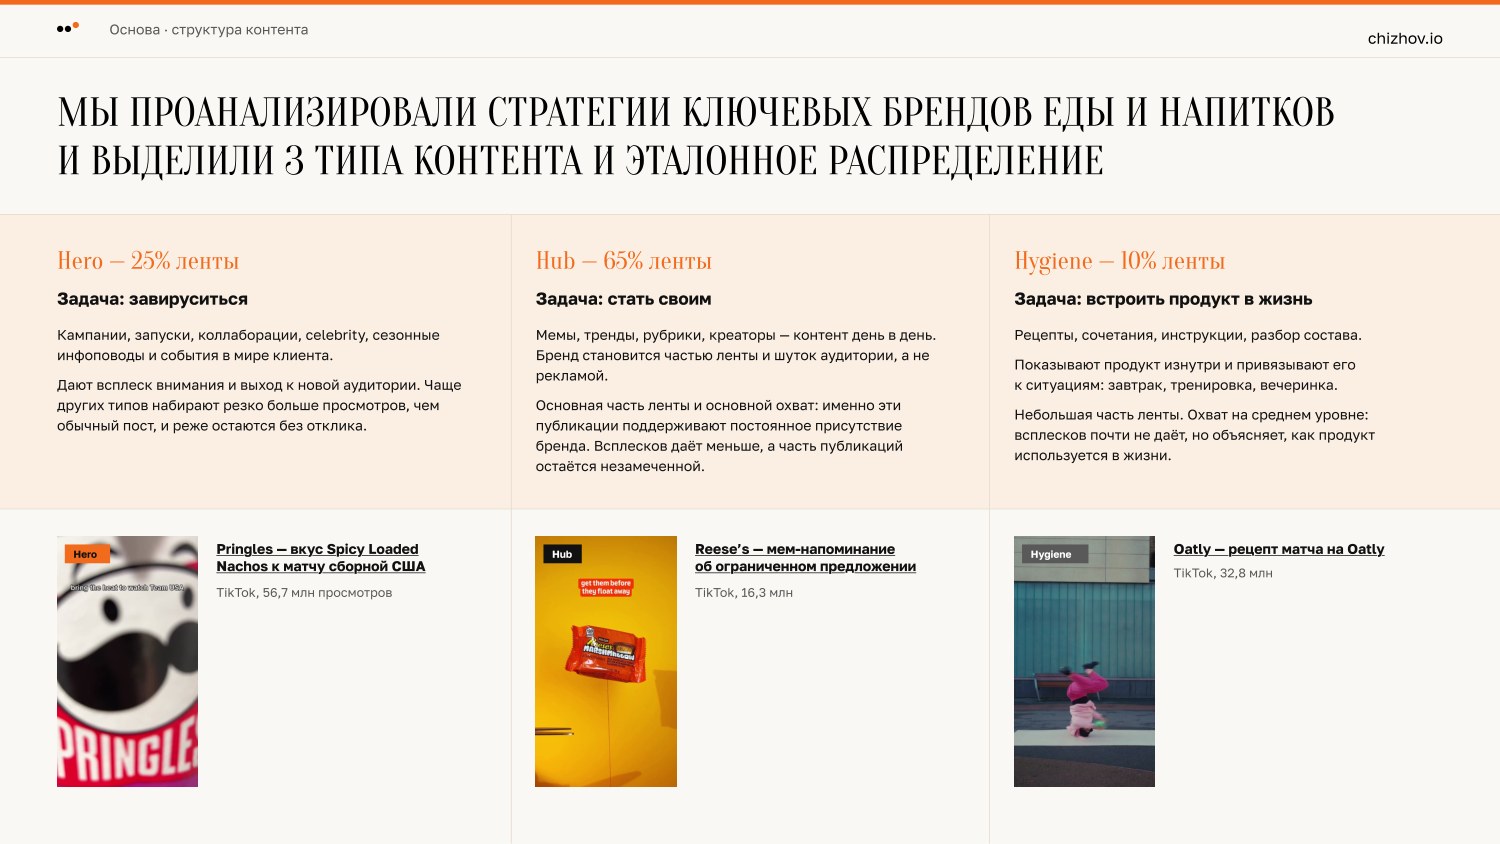 Основа · структура контента
chizhov.io
МЫ ПРОАНАЛИЗИРОВАЛИ СТРАТЕГИИ КЛЮЧЕВЫХ БРЕНДОВ ЕДЫ И НАПИТКОВ
И ВЫДЕЛИЛИ 3 ТИПА КОНТЕНТА И ЭТАЛОННОЕ РАСПРЕДЕЛЕНИЕ
Hero — 25% ленты
Задача: завируситься
Кампании, запуски, коллаборации, celebrity, сезонные
инфоповоды и события в мире клиента.
Дают всплеск внимания и выход к новой аудитории. Чаще
других типов набирают резко больше просмотров, чем
обычный пост, и реже остаются без отклика.
Hub — 65% ленты
Задача: стать своим
Мемы, тренды, рубрики, креаторы — контент день в день.
Бренд становится частью ленты и шуток аудитории, а не
рекламой.
Основная часть ленты и основной охват: именно эти
публикации поддерживают постоянное присутствие
бренда. Всплесков даёт меньше, а часть публикаций
остаётся незамеченной.
Hygiene — 10% ленты
Задача: встроить продукт в жизнь
Рецепты, сочетания, инструкции, разбор состава.
Показывают продукт изнутри и привязывают его
к ситуациям: завтрак, тренировка, вечеринка.
Небольшая часть ленты. Охват на среднем уровне:
всплесков почти не даёт, но объясняет, как продукт
используется в жизни.
Hero
bring the heat to watch Team USA
PRINGLE
Pringles — вкус Spicy Loaded
Nachos к матчу сборной США
TikTok, 56,7 млн просмотров
Hub
get them before
they float away
MARSHMALLOW
Reese’s — мем-напоминание
об ограниченном предложении
TikTok, 16,3 млн
Hygiene
Oatly — рецепт матча на Oatly
TikTok, 32,8 млн